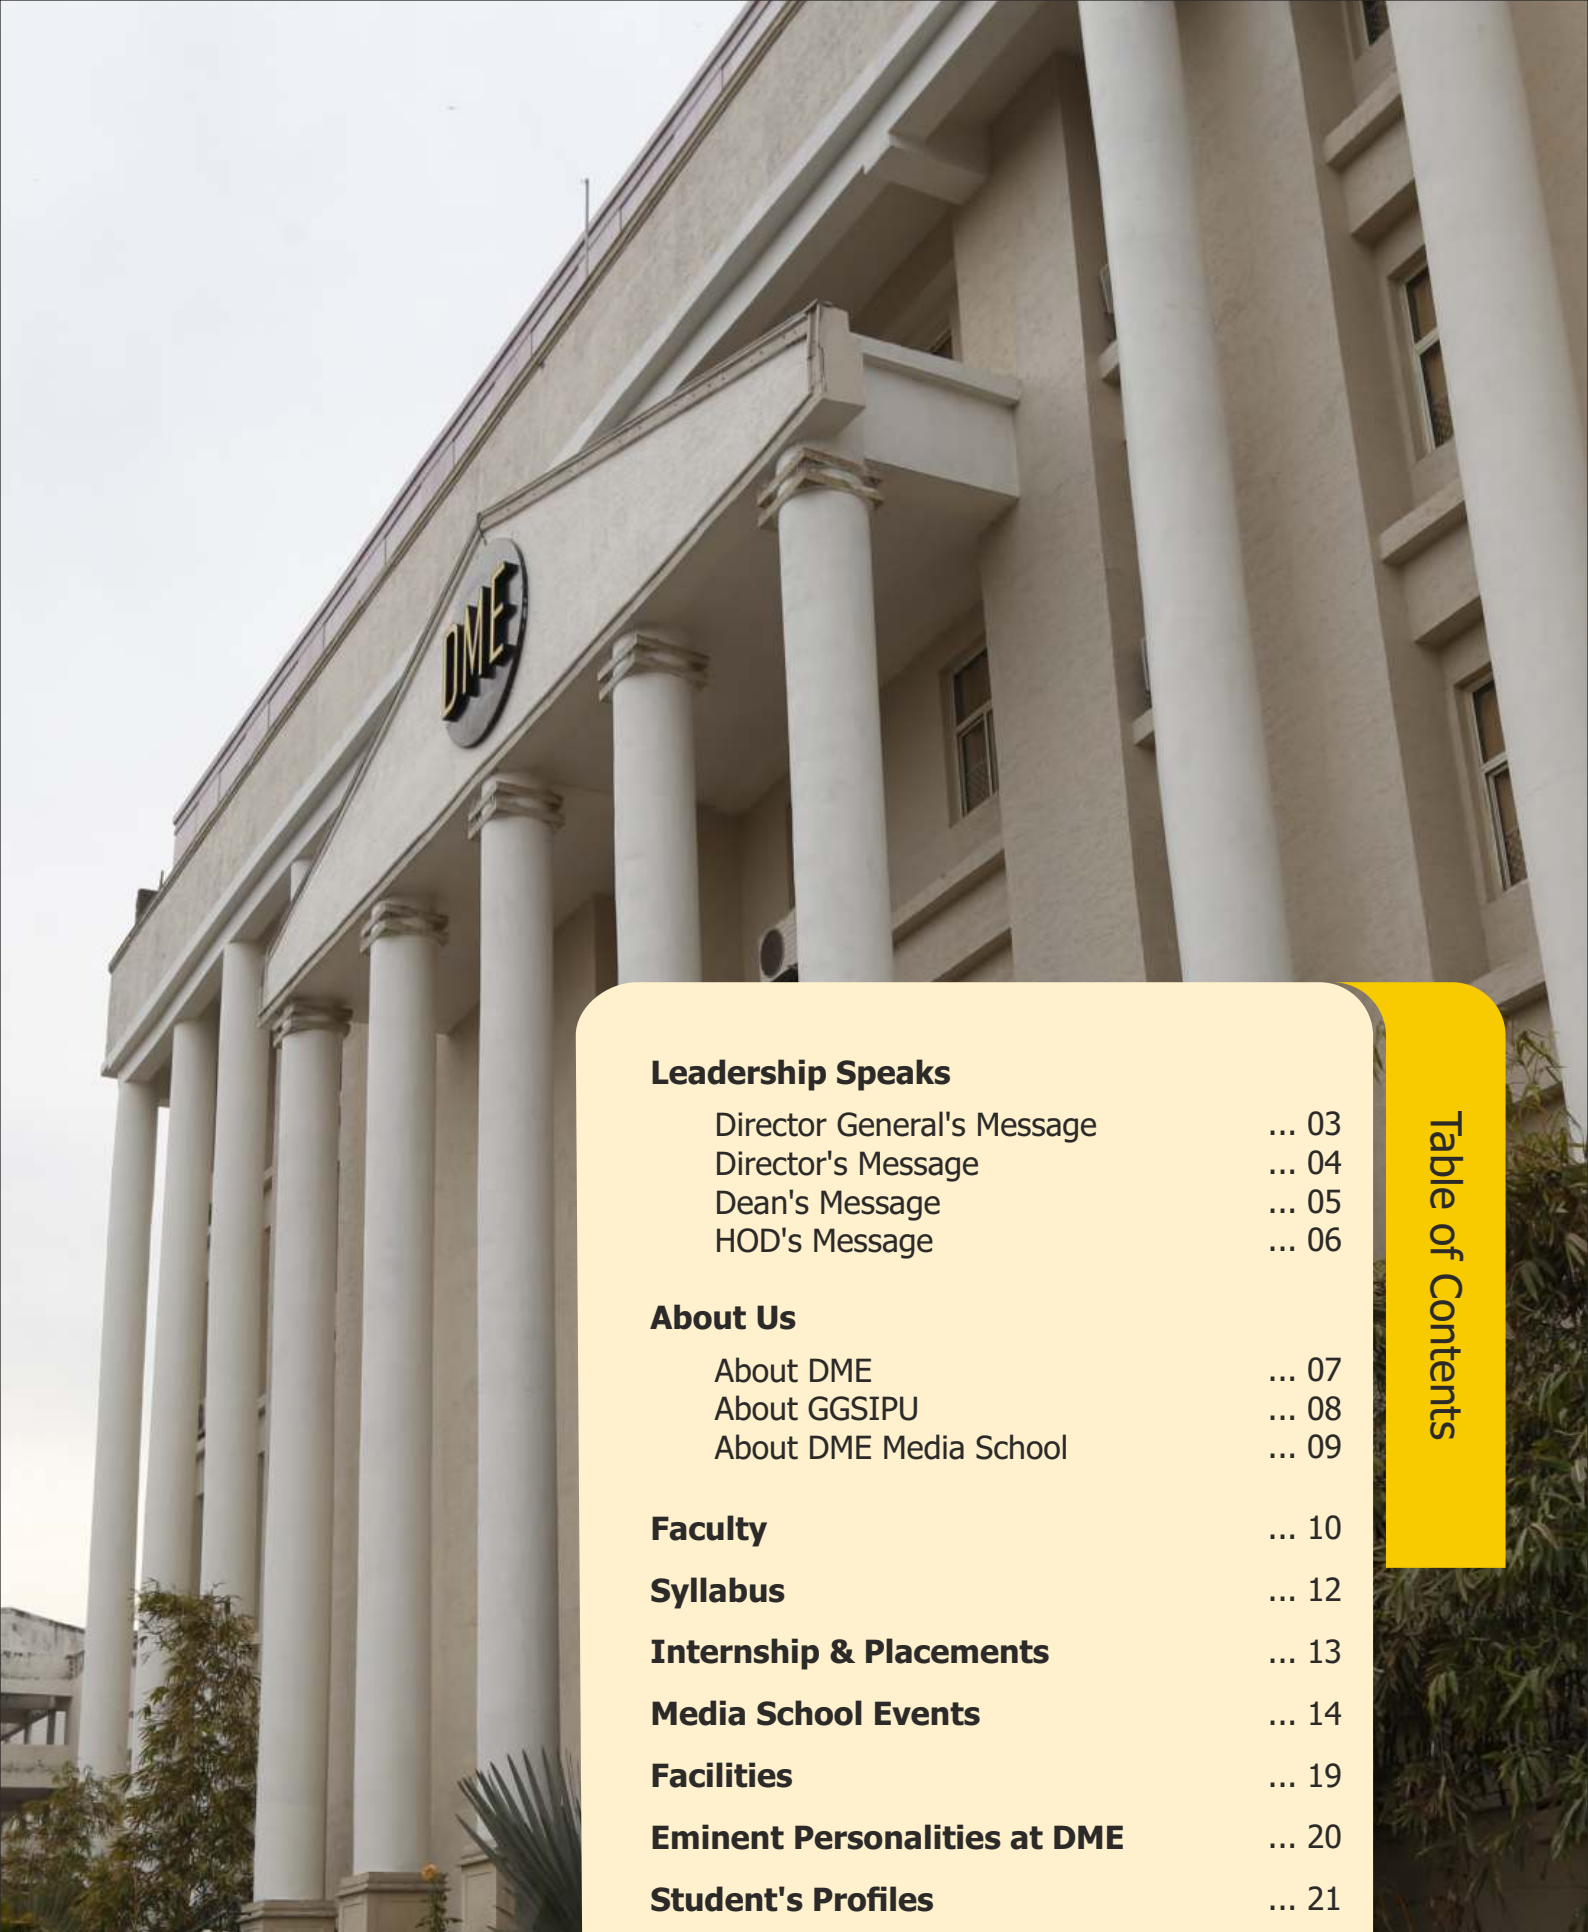 DME
Leadership Speaks
Director General's Message ... 03
Director's Message ... 04
Dean's Message ... 05
HOD's Message ... 06
About Us
About DME ... 07
About GGSIPU ... 08
About DME Media School ... 09
Faculty ... 10
Syllabus ... 12
Internship & Placements ... 13
Media School Events ... 14
Facilities ... 19
Eminent Personalities at DME ... 20
Student's Profiles ... 21
Table of Contents